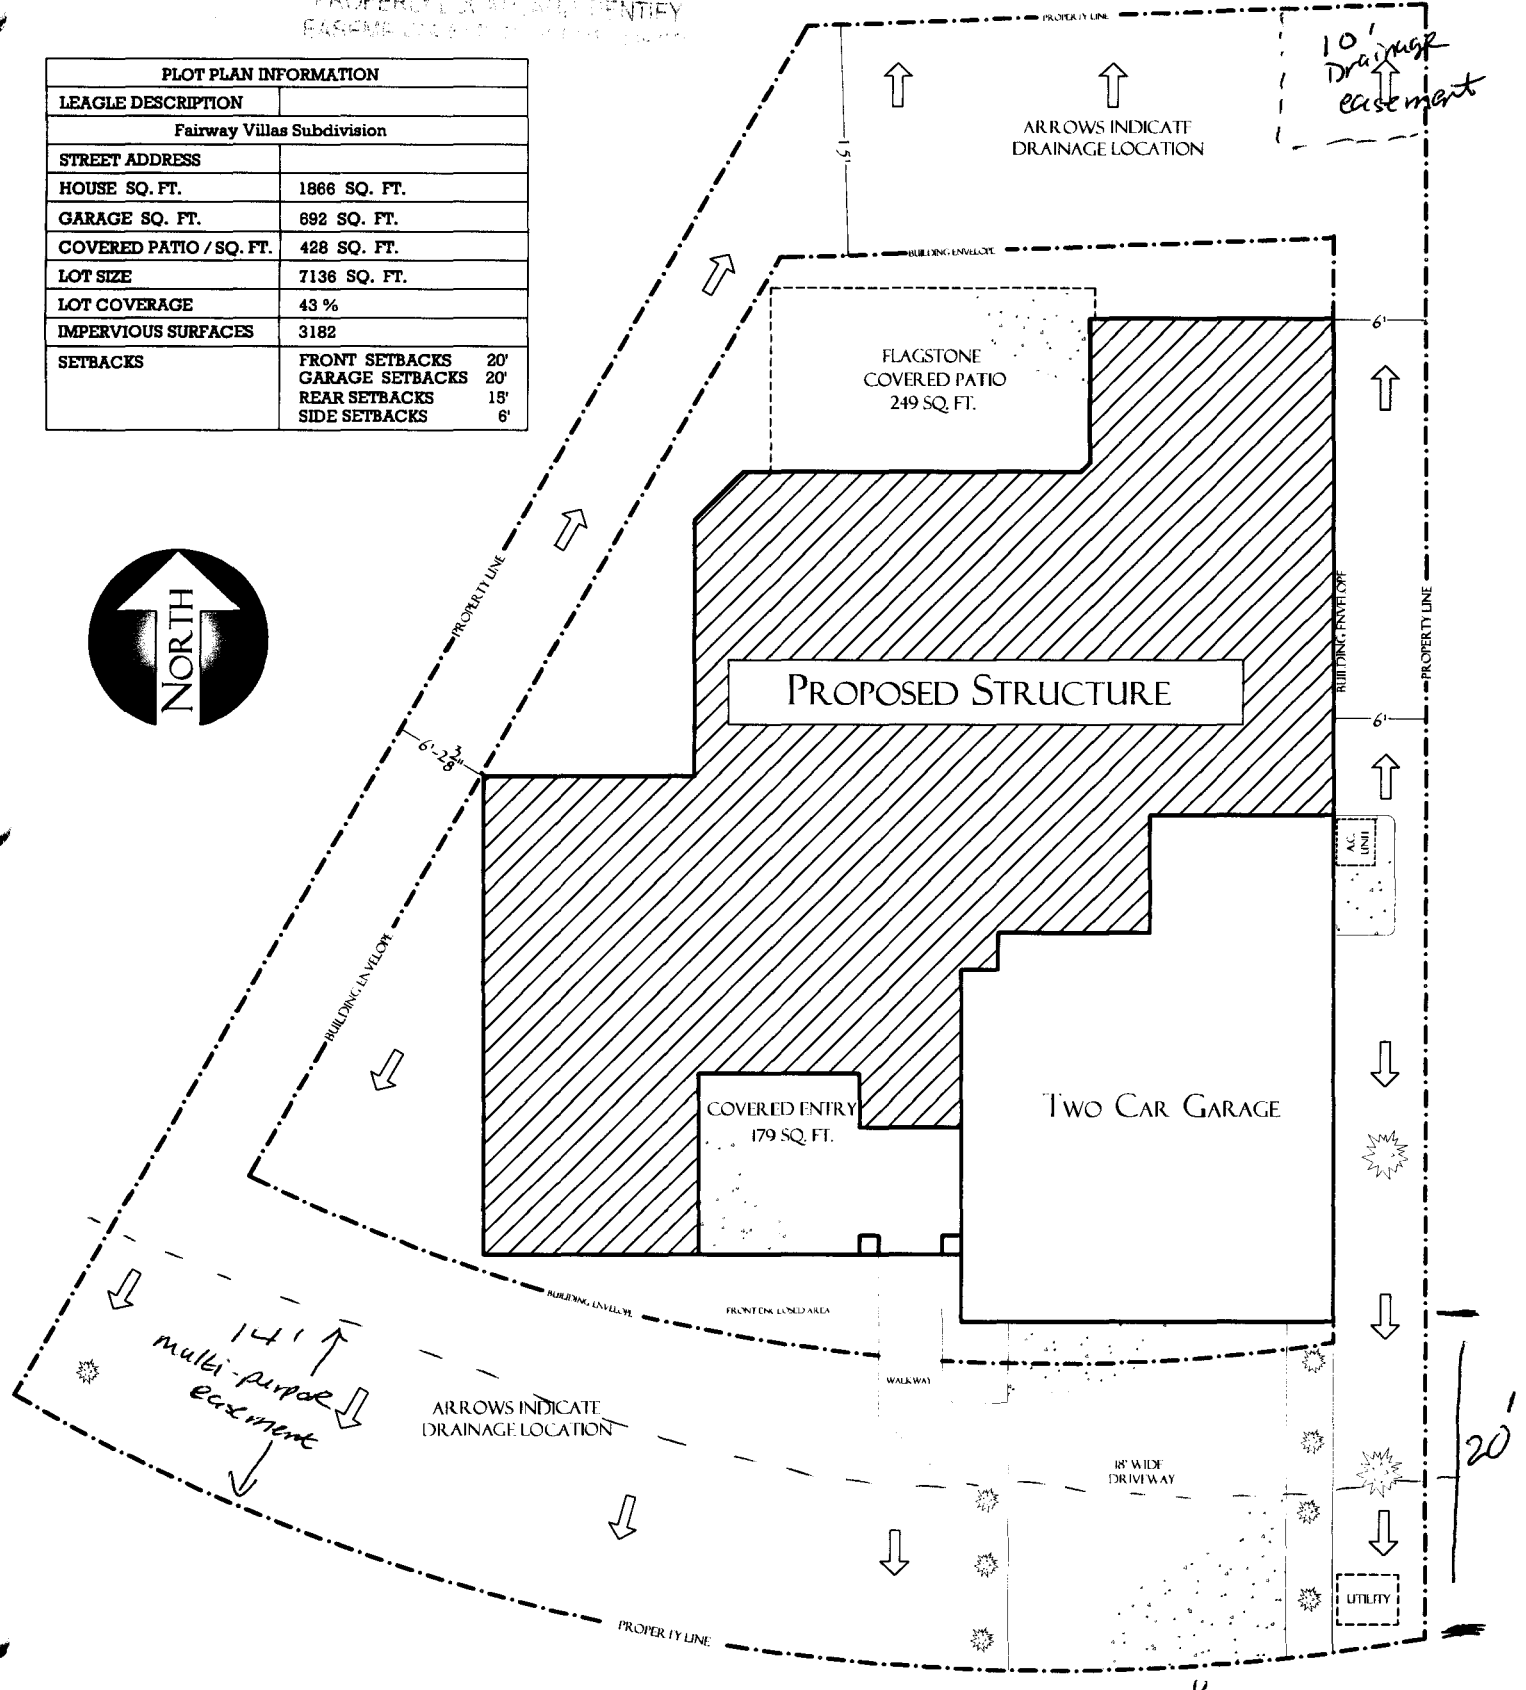 PROPERTY LINES AND IDENTIFY
PLOT PLAN INFORMATION
LEAGLE DESCRIPTION
Fairway Villas Subdivision
STREET ADDRESS
HOUSE SQ. FT. 1866 SQ. FT.
GARAGE SQ. FT. 692 SQ. FT.
COVERED PATIO / SQ. FT. 428 SQ. FT.
LOT SIZE 7136 SQ. FT.
LOT COVERAGE 43 %
IMPERVIOUS SURFACES 3182
SETBACKS FRONT SETBACKS 20'
GARAGE SETBACKS 20'
REAR SETBACKS 15'
SIDE SETBACKS 6'
PROPERTY LINE
10'
Drainage
easement
ARROWS INDICATE
DRAINAGE LOCATION
15'
BUILDING ENVELOPE
6'
FLAGSTONE
COVERED PATIO
249 SQ. FT.
NORTH
PROPERTY LINE
BUILDING ENVELOPE
PROPERTY LINE
PROPOSED STRUCTURE
6'
6'-2 3/8"
A.C.
UNIT
BUILDING ENVELOPE
COVERED ENTRY
179 SQ. FT.
TWO CAR GARAGE
BUILDING ENVELOPE
FRONT ENCLOSED AREA
14'
multi-purpose
easement
WALKWAY
ARROWS INDICATE
DRAINAGE LOCATION
18' WIDE
DRIVEWAY
20'
UTILITY
PROPERTY LINE